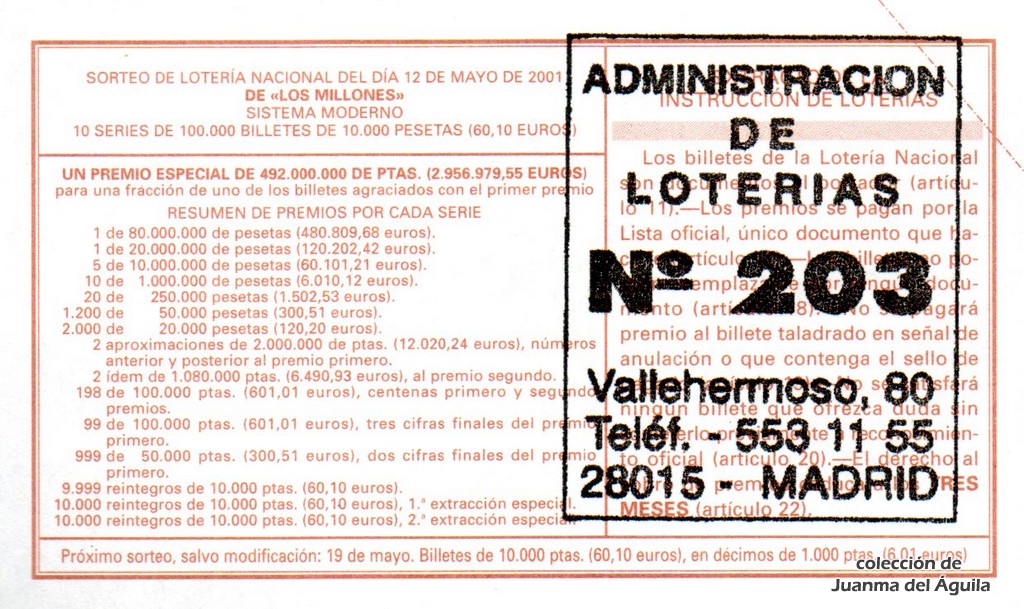 SORTEO DE LOTERÍA NACIONAL DEL DÍA 12 DE MAYO DE 2001
DE «LOS MILLONES»
SISTEMA MODERNO
10 SERIES DE 100.000 BILLETES DE 10.000 PESETAS (60,10 EUROS)
UN PREMIO ESPECIAL DE 492.000.000 DE PTAS. (2.956.979,55 EUROS)
para una fracción de uno de los billetes agraciados con el primer premio
RESUMEN DE PREMIOS POR CADA SERIE
1 de 80.000.000 de pesetas (480.809,68 euros).
1 de 20.000.000 de pesetas (120.202,42 euros).
5 de 10.000.000 de pesetas (60.101,21 euros).
10 de 1.000.000 de pesetas (6.010,12 euros).
20 de 250.000 pesetas (1.502,53 euros).
1.200 de 50.000 pesetas (300,51 euros).
2.000 de 20.000 pesetas (120,20 euros).
2 aproximaciones de 2.000.000 de ptas. (12.020,24 euros), números
anterior y posterior al premio primero.
2 ídem de 1.080.000 ptas. (6.490,93 euros), al premio segundo.
198 de 100.000 ptas. (601,01 euros), centenas primero y segundo
premios.
99 de 100.000 ptas. (601,01 euros), tres cifras finales del premio
primero.
999 de 50.000 ptas. (300,51 euros), dos cifras finales del premio
primero.
9.999 reintegros de 10.000 ptas. (60,10 euros).
10.000 reintegros de 10.000 ptas. (60,10 euros), 1.ª extracción especial.
10.000 reintegros de 10.000 ptas. (60,10 euros), 2.ª extracción especial.
INSTRUCCIÓN DE LOTERÍAS
Los billetes de la Lotería Nacional
son documentos al portador (artícu-
lo 11).—Los premios se pagan por la
Lista oficial, único documento que ha-
ce (artículo
mento (artículo 8).—No se pagará
premio al billete taladrado en señal de
anulación o que contenga el sello de
ningún billete que ofrezca duda sin
reconocimien-
to oficial (artículo 20).—El derecho al
TRES
MESES (artículo 22).
ADMINISTRACION
DE
LOTERIAS
Nº 203
Vallehermoso, 80
Teléf. - 553 11 55
28015 - MADRID
Próximo sorteo, salvo modificación: 19 de mayo. Billetes de 10.000 ptas. (60,10 euros), en décimos de 1.000 ptas. (6,01 euros)
colección de
Juanma del Águila